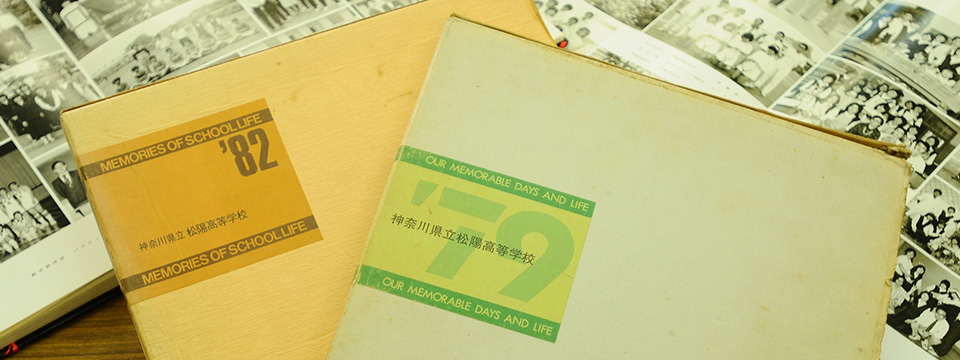 MEMORIES OF SCHOOL LIFE
'82
神奈川県立 松陽高等学校
MEMORIES OF SCHOOL LIFE
OUR MEMORABLE DAYS AND LIFE
'79
神奈川県立松陽高等学校
OUR MEMORABLE DAYS AND LIFE